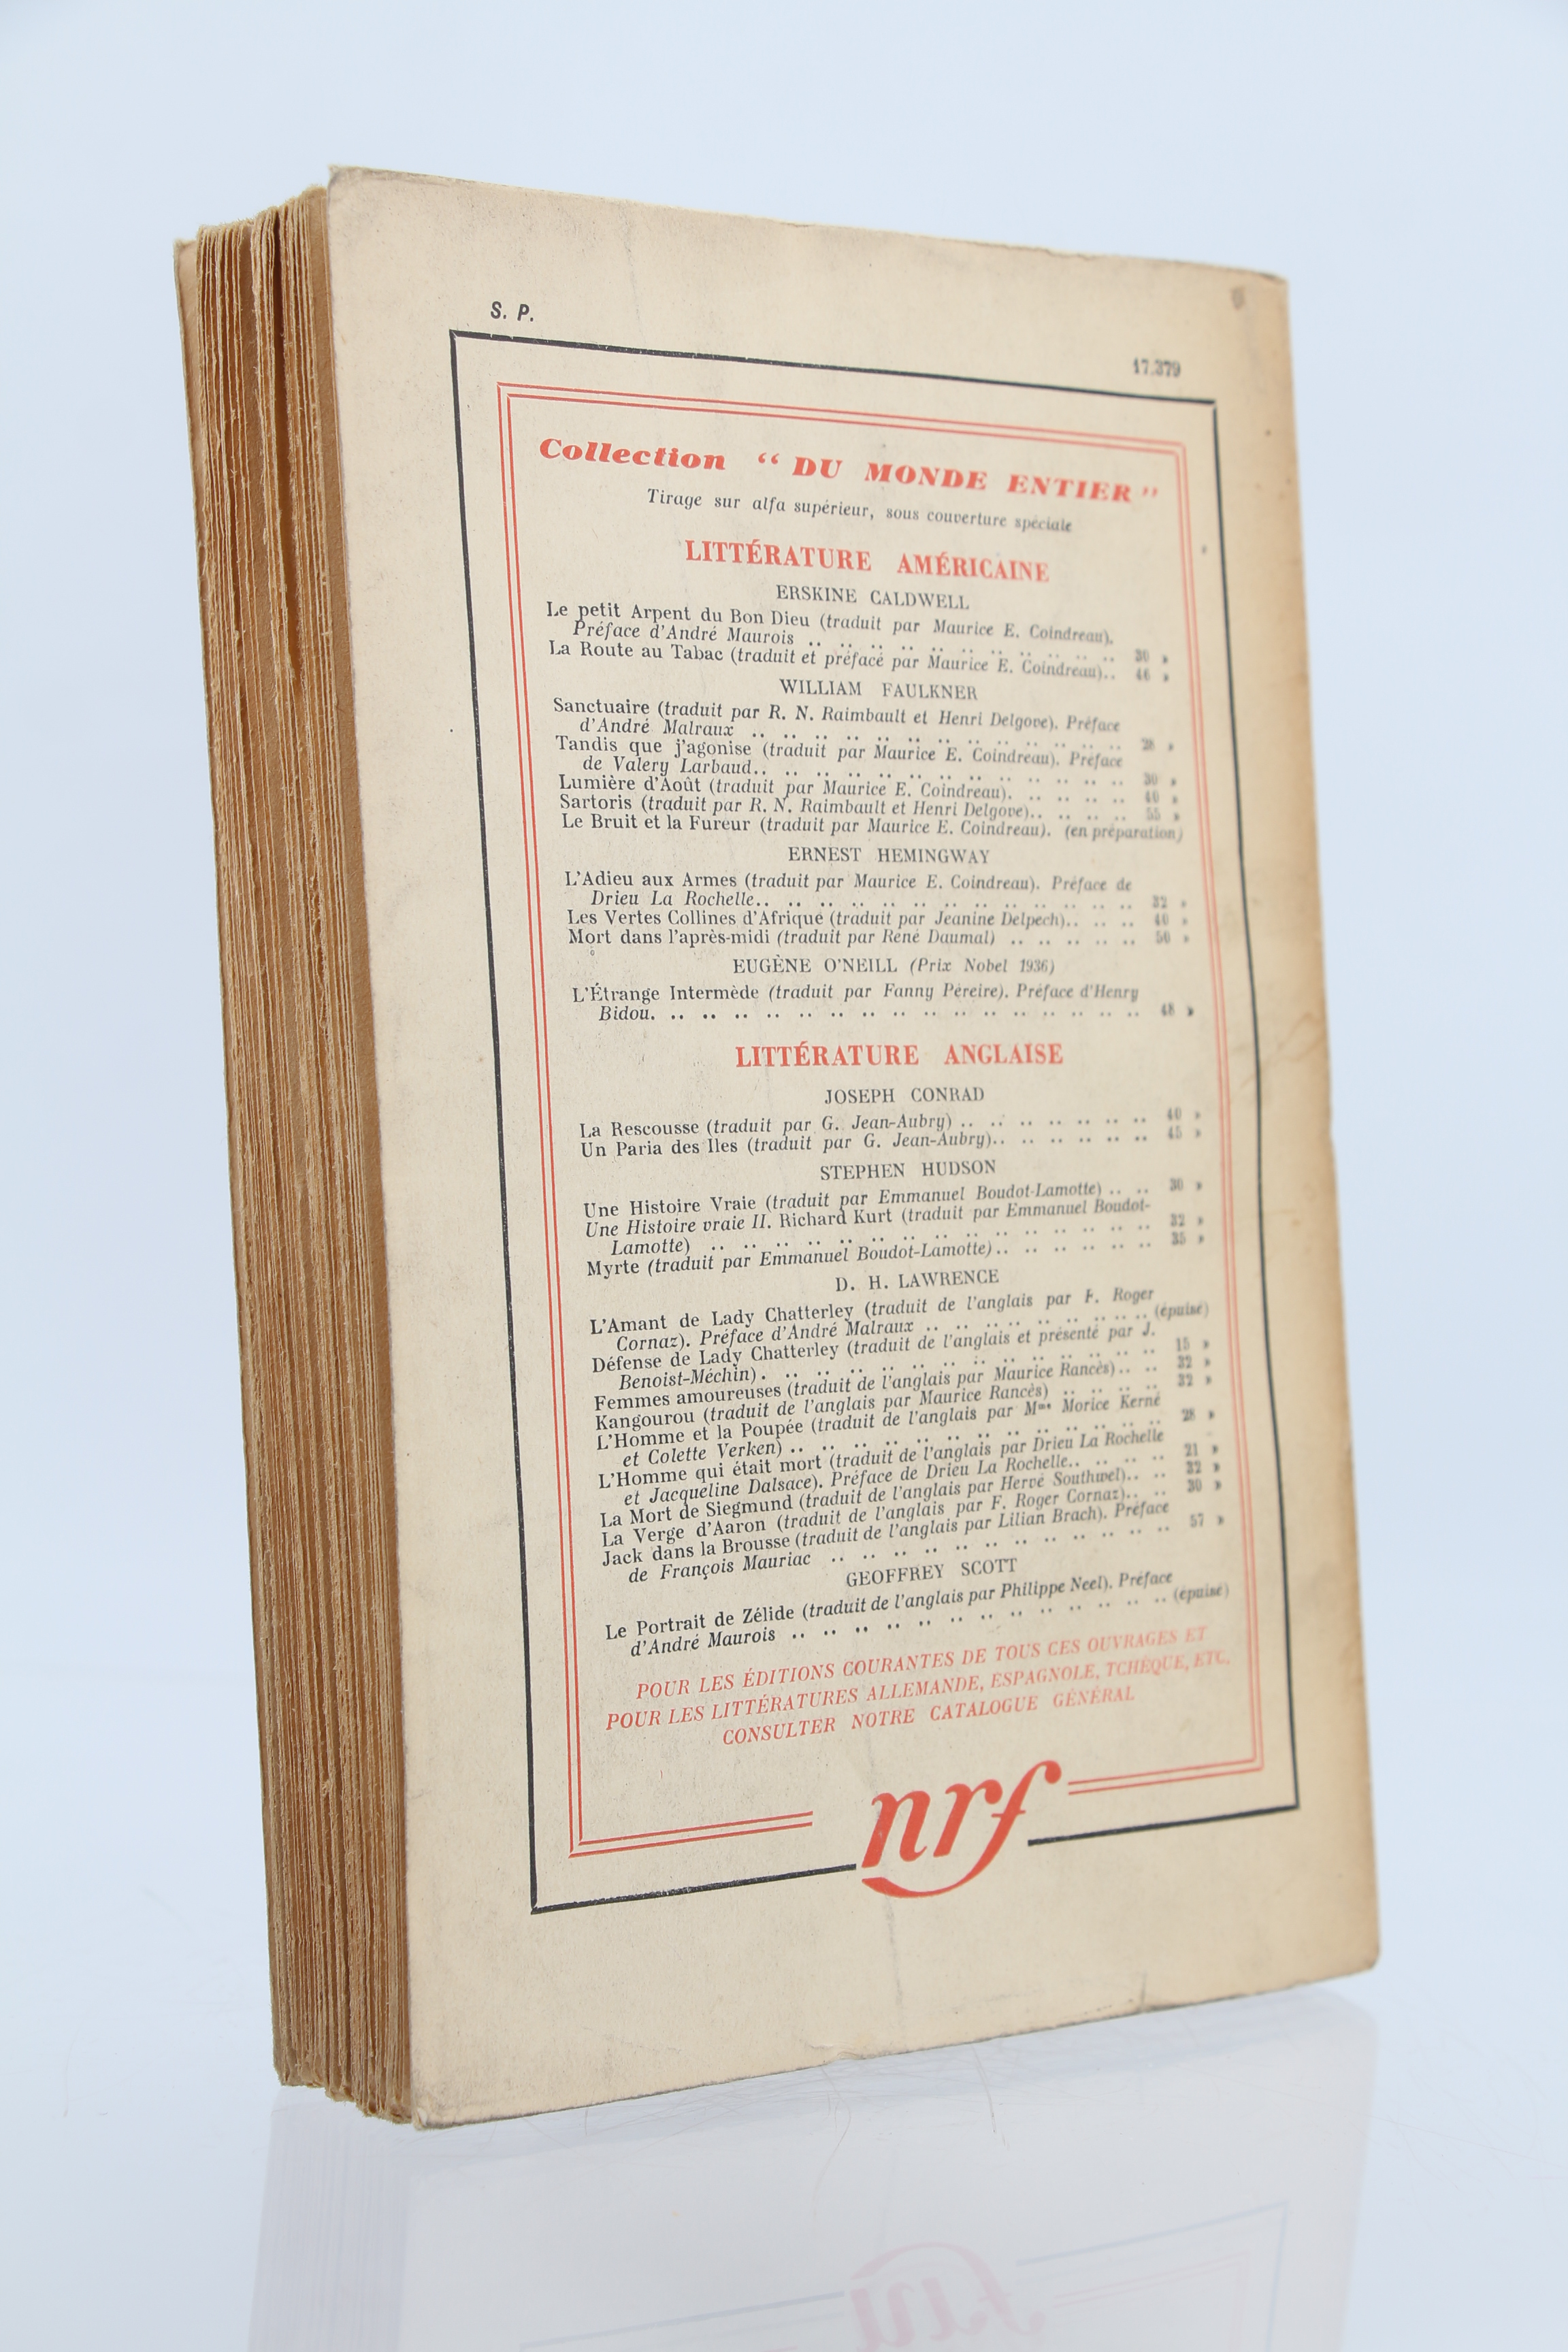 S. P.
17.379
Collection “ DU MONDE ENTIER ”
Tirage sur alfa supérieur, sous couverture spéciale
LITTÉRATURE AMÉRICAINE
ERSKINE CALDWELL
Le petit Arpent du Bon Dieu (traduit par Maurice E. Coindreau).
Préface d'André Maurois .. .. .. .. .. .. .. .. .. .. .. 30 »
La Route au Tabac (traduit et préfacé par Maurice E. Coindreau).. 46 »
WILLIAM FAULKNER
Sanctuaire (traduit par R. N. Raimbault et Henri Delgove). Préface
d'André Malraux .. .. .. .. .. .. .. .. .. .. .. .. 28 »
Tandis que j'agonise (traduit par Maurice E. Coindreau). Préface
de Valery Larbaud.. .. .. .. .. .. .. .. .. .. .. .. 30 »
Lumière d'Août (traduit par Maurice E. Coindreau). .. .. .. .. 40 »
Sartoris (traduit par R. N. Raimbault et Henri Delgove).. .. .. .. 55 »
Le Bruit et la Fureur (traduit par Maurice E. Coindreau). (en préparation)
ERNEST HEMINGWAY
L'Adieu aux Armes (traduit par Maurice E. Coindreau). Préface de
Drieu La Rochelle.. .. .. .. .. .. .. .. .. .. .. .. .. 32 »
Les Vertes Collines d'Afrique (traduit par Jeanine Delpech).. .. .. 40 »
Mort dans l'après-midi (traduit par René Daumal) .. .. .. .. .. 50 »
EUGÈNE O'NEILL (Prix Nobel 1936)
L'Étrange Intermède (traduit par Fanny Péreire). Préface d'Henry
Bidou. .. .. .. .. .. .. .. .. .. .. .. .. .. .. .. 48 »
LITTÉRATURE ANGLAISE
JOSEPH CONRAD
La Rescousse (traduit par G. Jean-Aubry) .. .. .. .. .. .. .. 40 »
Un Paria des Iles (traduit par G. Jean-Aubry).. .. .. .. .. .. 45 »
STEPHEN HUDSON
Une Histoire Vraie (traduit par Emmanuel Boudot-Lamotte) .. .. 30 »
Une Histoire vraie II. Richard Kurt (traduit par Emmanuel Boudot-
Lamotte) .. .. .. .. .. .. .. .. .. .. .. .. .. .. 32 »
Myrte (traduit par Emmanuel Boudot-Lamotte).. .. .. .. .. .. 35 »
D. H. LAWRENCE
L'Amant de Lady Chatterley (traduit de l'anglais par F. Roger
Cornaz). Préface d'André Malraux .. .. .. .. .. .. .. .. (épuisé)
Défense de Lady Chatterley (traduit de l'anglais et présenté par J.
Benoist-Méchin). .. .. .. .. .. .. .. .. .. .. .. .. 15 »
Femmes amoureuses (traduit de l'anglais par Maurice Rancès).. .. 32 »
Kangourou (traduit de l'anglais par Maurice Rancès) .. .. .. .. 32 »
L'Homme et la Poupée (traduit de l'anglais par Mme Morice Kerné
et Colette Verken) .. .. .. .. .. .. .. .. .. .. .. .. 28 »
L'Homme qui était mort (traduit de l'anglais par Drieu La Rochelle
et Jacqueline Dalsace). Préface de Drieu La Rochelle.. .. .. .. 21 »
La Mort de Siegmund (traduit de l'anglais par Hervé Southwel).. .. 32 »
La Verge d'Aaron (traduit de l'anglais par F. Roger Cornaz).. .. 30 »
Jack dans la Brousse (traduit de l'anglais par Lilian Brach). Préface
de François Mauriac .. .. .. .. .. .. .. .. .. .. .. .. 57 »
GEOFFREY SCOTT
Le Portrait de Zélide (traduit de l'anglais par Philippe Neel). Préface
d'André Maurois .. .. .. .. .. .. .. .. .. .. .. .. .. (épuisé)
POUR LES ÉDITIONS COURANTES DE TOUS CES OUVRAGES ET
POUR LES LITTÉRATURES ALLEMANDE, ESPAGNOLE, TCHÈQUE, ETC.
CONSULTER NOTRE CATALOGUE GÉNÉRAL
nrf